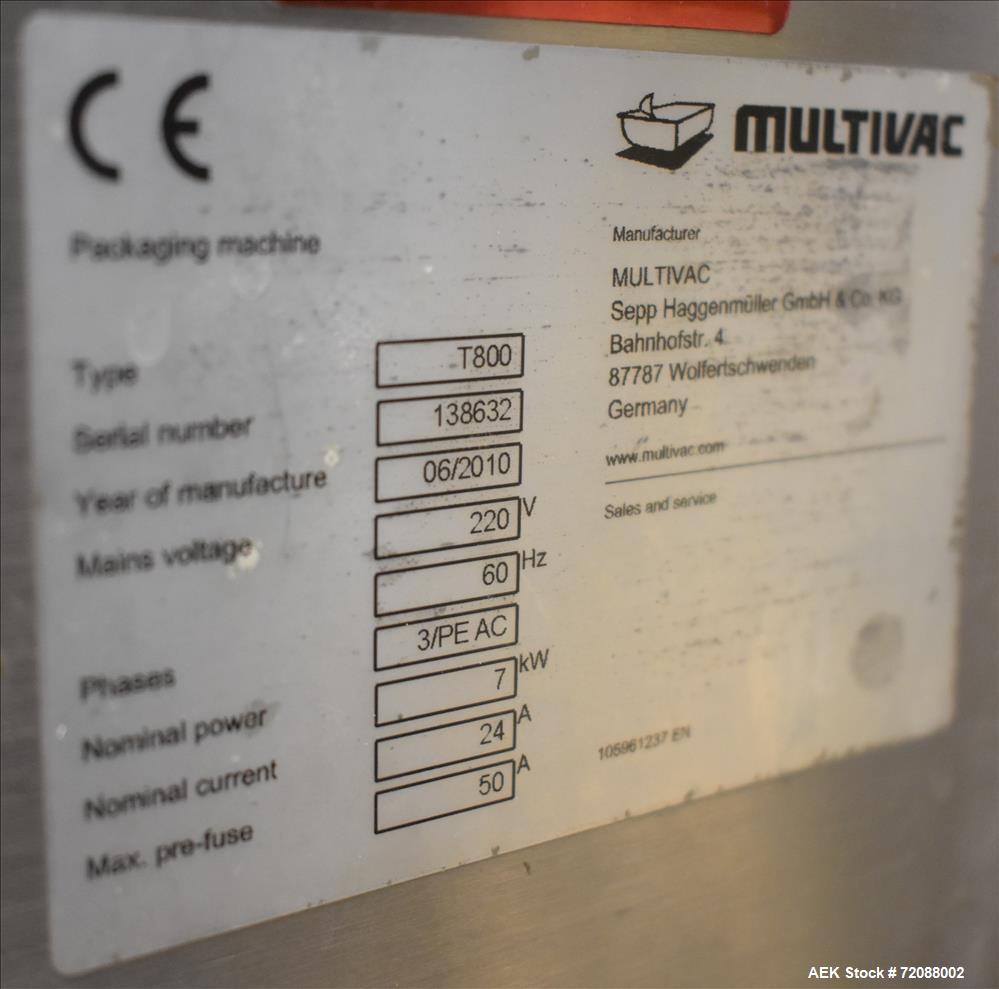 CE
MULTIVAC
Packaging machine
Type T800
Serial number 138632
Year of manufacture 06/2010
Mains voltage 220 V
60 Hz
Phases 3/PE AC
Nominal power 7 kW
Nominal current 24 A
Max. pre-fuse 50 A
Manufacturer
MULTIVAC
Sepp Haggenmüller GmbH & Co. KG
Bahnhofstr. 4
87787 Wolfertschwenden
Germany
www.multivac.com
Sales and service
105961237 EN
AEK Stock # 72088002